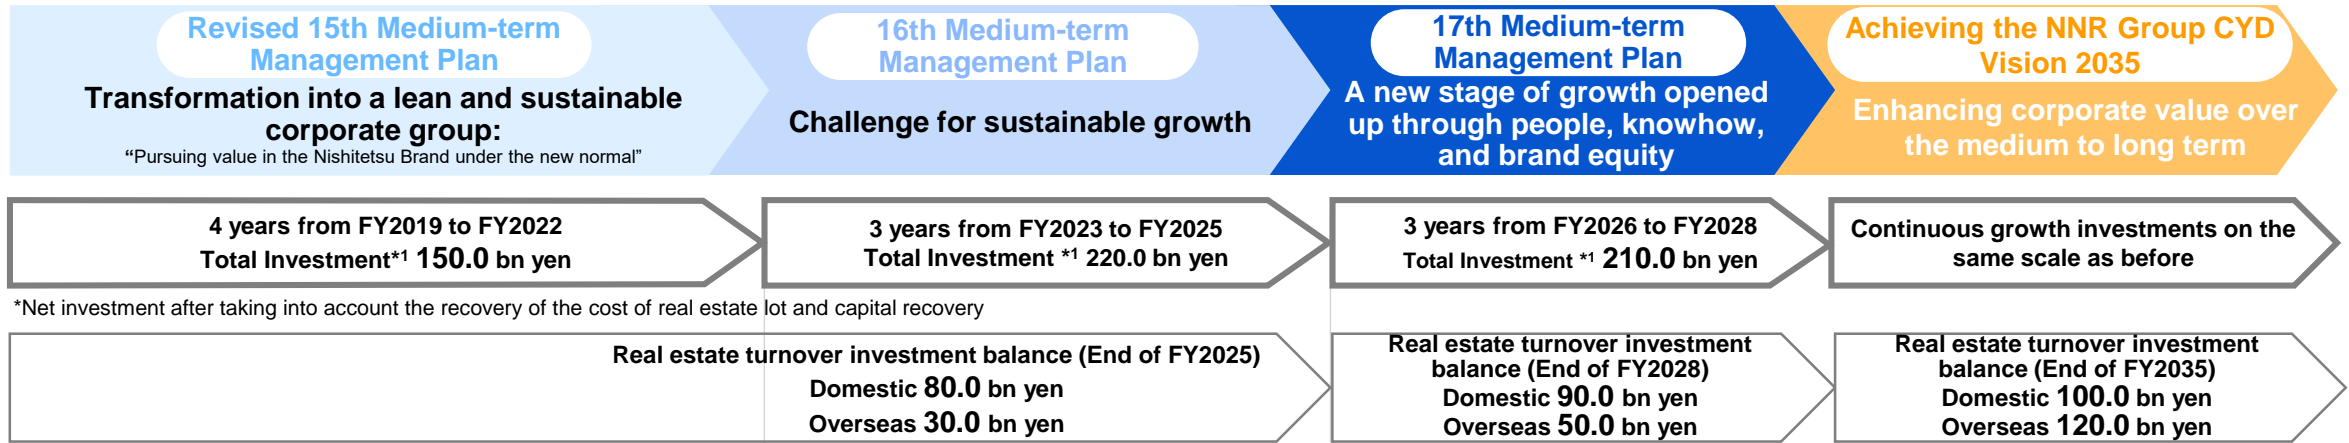 Revised 15th Medium-term
Management Plan
Transformation into a lean and sustainable
corporate group:
“Pursuing value in the Nishitetsu Brand under the new normal”
16th Medium-term
Management Plan
Challenge for sustainable growth
17th Medium-term
Management Plan
A new stage of growth opened
up through people, knowhow,
and brand equity
Achieving the NNR Group CYD
Vision 2035
Enhancing corporate value over
the medium to long term
4 years from FY2019 to FY2022
Total Investment*1 150.0 bn yen
3 years from FY2023 to FY2025
Total Investment *1 220.0 bn yen
3 years from FY2026 to FY2028
Total Investment *1 210.0 bn yen
Continuous growth investments on the
same scale as before
*Net investment after taking into account the recovery of the cost of real estate lot and capital recovery
Real estate turnover investment balance (End of FY2025)
Domestic 80.0 bn yen
Overseas 30.0 bn yen
Real estate turnover investment
balance (End of FY2028)
Domestic 90.0 bn yen
Overseas 50.0 bn yen
Real estate turnover investment
balance (End of FY2035)
Domestic 100.0 bn yen
Overseas 120.0 bn yen